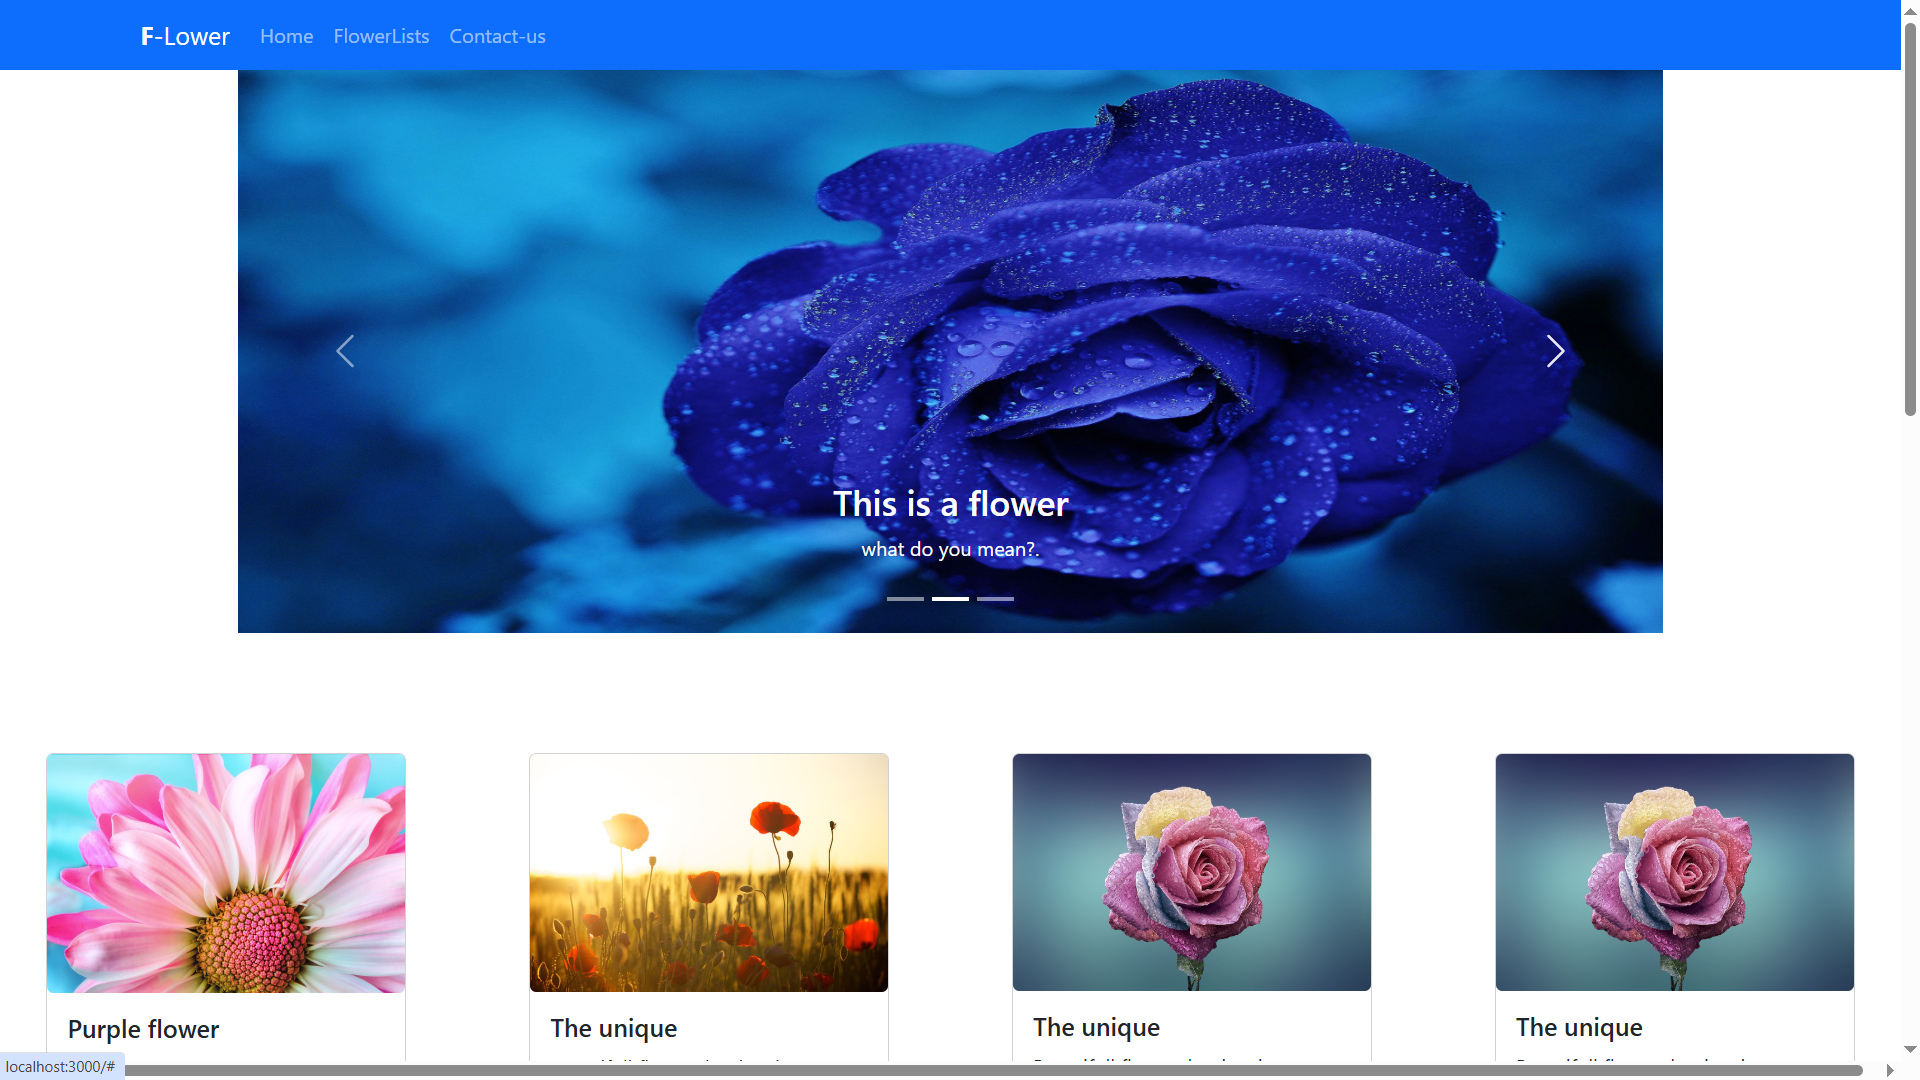 F-Lower Home FlowerLists Contact-us
This is a flower
what do you mean?.
Purple flower
The unique
The unique
The unique
localhost:3000/#